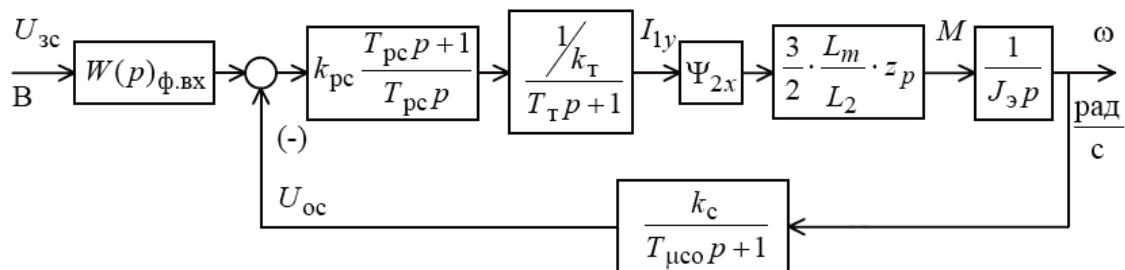 U_зс
В
W(p)_ф.вх
(-)
k_рс (T_рс p + 1) / (T_рс p)
(1/k_т) / (T_т p + 1)
I_1y
Ψ_2x
3/2 · L_m/L_2 · z_p
M
1 / (J_э p)
ω
рад/с
U_ос
k_с / (T_μсо p + 1)